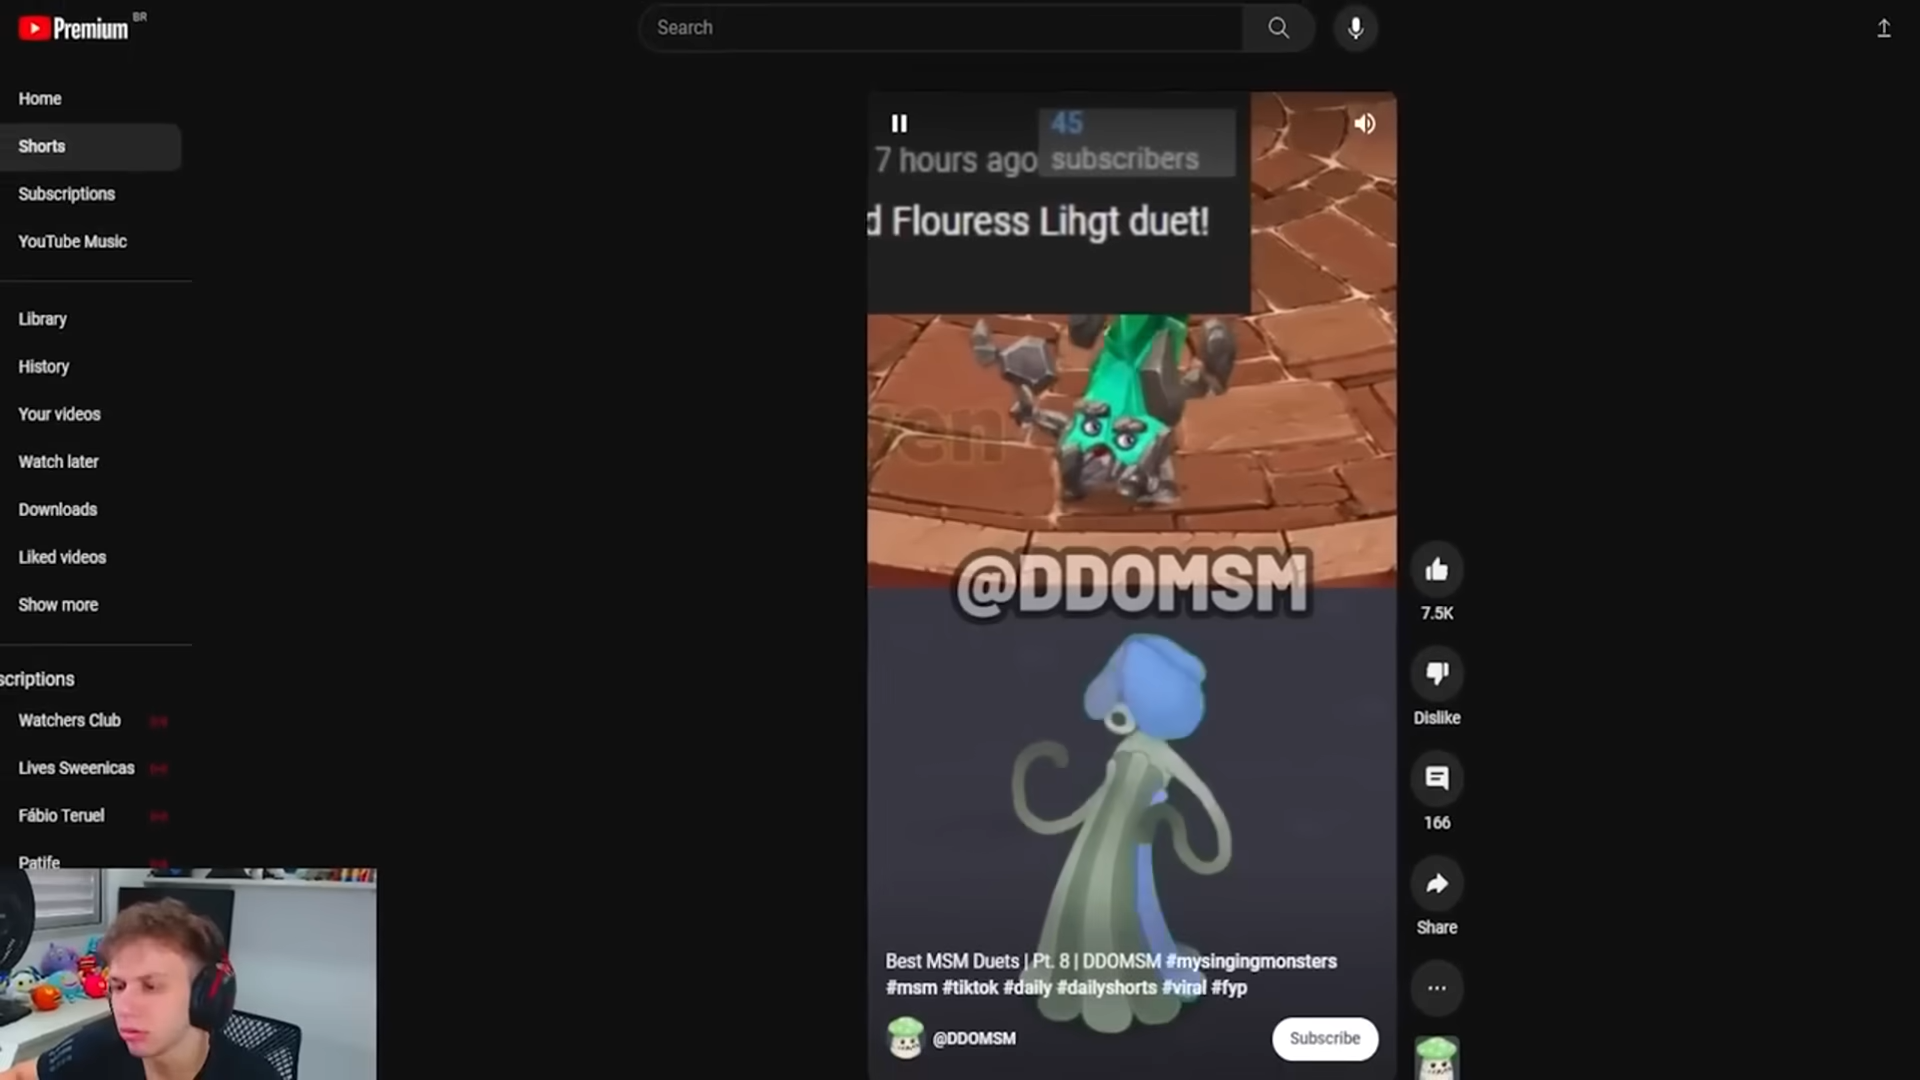 Premium BR
Search
Home
Shorts
Subscriptions
YouTube Music
Library
History
Your videos
Watch later
Downloads
Liked videos
Show more
scriptions
Watchers Club
Lives Sweenicas
Fábio Teruel
Patife
45
7 hours ago subscribers
d Flouress Lihgt duet!
en
@DDOMSM
7.5K
Dislike
166
Share
Best MSM Duets | Pt. 8 | DDOMSM #mysingingmonsters
#msm #tiktok #daily #dailyshorts #viral #fyp
@DDOMSM
Subscribe